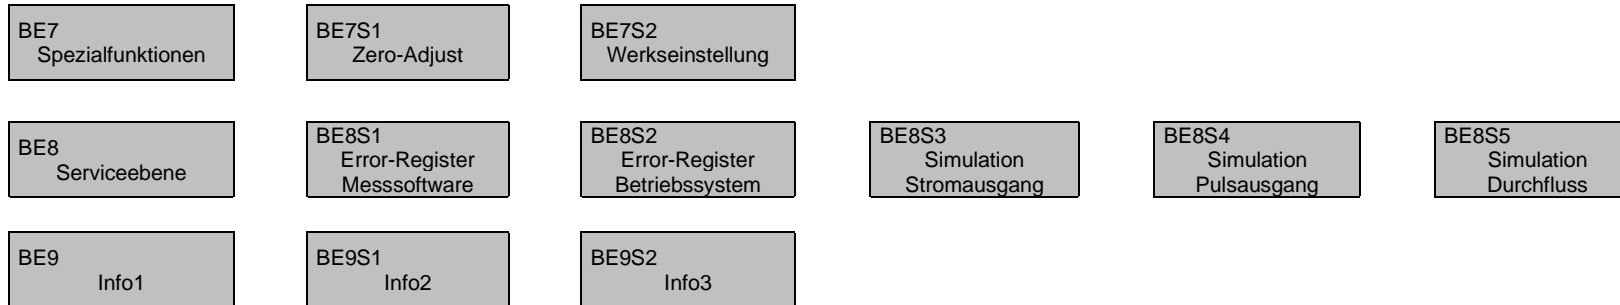 BE7
Spezialfunktionen
BE7S1
Zero-Adjust
BE7S2
Werkseinstellung
BE8
Serviceebene
BE8S1
Error-Register
Messsoftware
BE8S2
Error-Register
Betriebssystem
BE8S3
Simulation
Stromausgang
BE8S4
Simulation
Pulsausgang
BE8S5
Simulation
Durchfluss
BE9
Info1
BE9S1
Info2
BE9S2
Info3